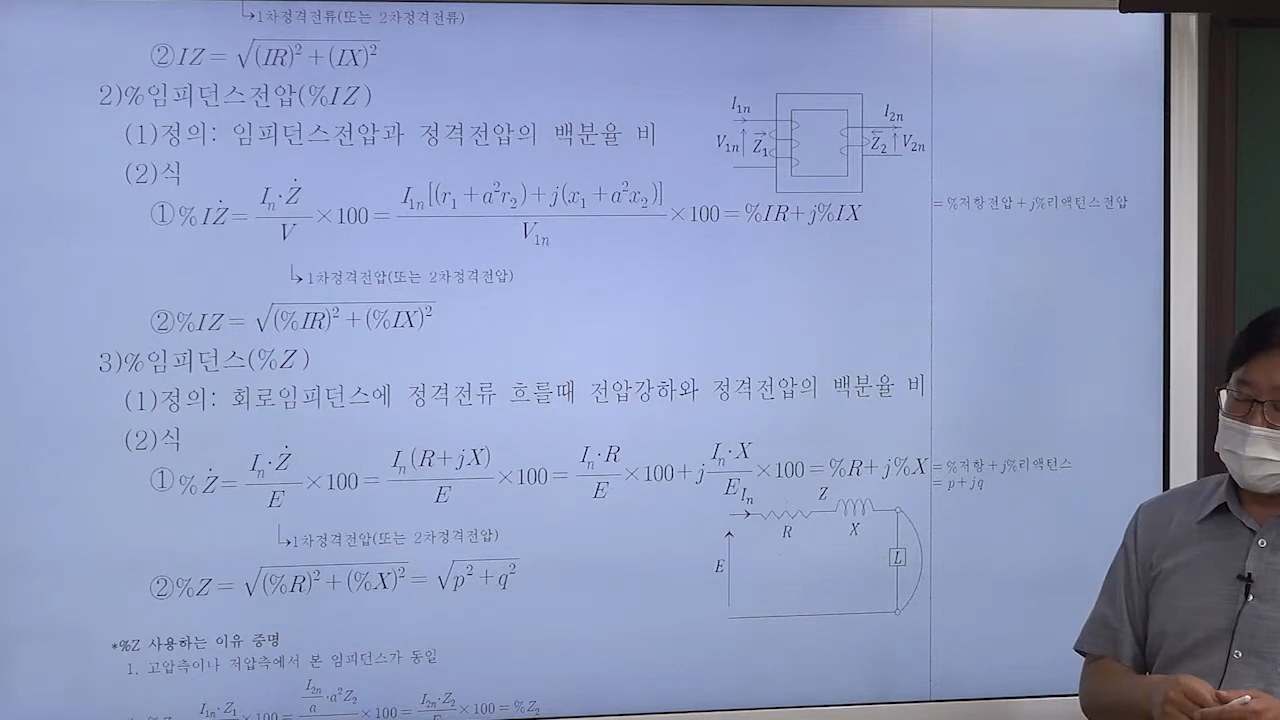 ↳1차정격전류(또는 2차정격전류)
②IZ = √((IR)² + (IX)²)
2)%임피던스전압(%IZ)
(1)정의: 임피던스전압과 정격전압의 백분율 비
(2)식
①%IŻ = (Iₙ·Ż)/V × 100 = I₁ₙ[(r₁ + a²r₂) + j(x₁ + a²x₂)]/V₁ₙ × 100 = %IR + j%IX
= %저항전압 + j%리액턴스전압
↳1차정격전압(또는 2차정격전압)
②%IZ = √((%IR)² + (%IX)²)
I₁ₙ
I₂ₙ
V₁ₙ
Z₁
Z₂
V₂ₙ
3)%임피던스(%Z)
(1)정의: 회로임피던스에 정격전류 흐를때 전압강하와 정격전압의 백분율 비
(2)식
①%Ż = (Iₙ·Ż)/E × 100 = Iₙ(R + jX)/E × 100 = (Iₙ·R)/E × 100 + j(Iₙ·X)/E × 100 = %R + j%X
= %저항 + j%리액턴스
= p + jq
↳1차정격전압(또는 2차정격전압)
②%Z = √((%R)² + (%X)²) = √(p² + q²)
Iₙ
Z
R
X
E
L
*%Z 사용하는 이유 증명
1. 고압측이나 저압측에서 본 임피던스가 동일